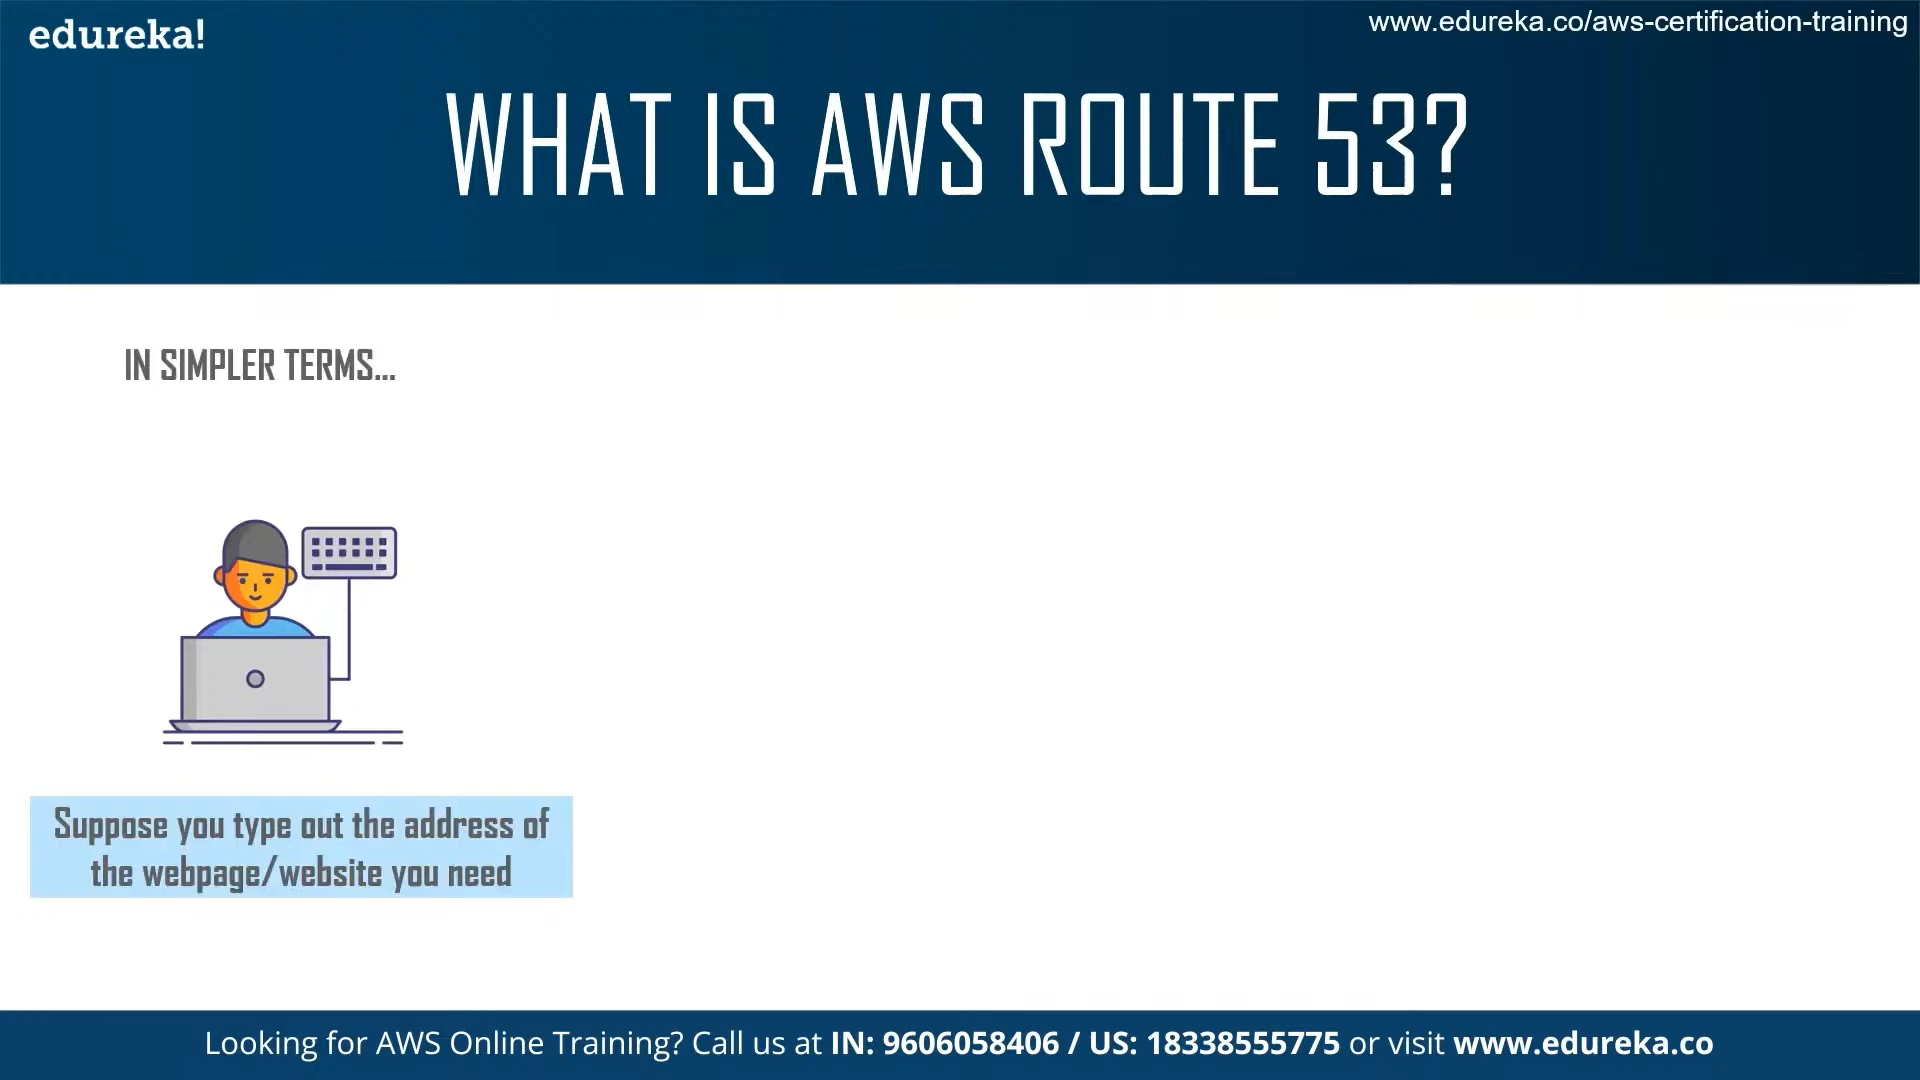 edureka!
www.edureka.co/aws-certification-training
WHAT IS AWS ROUTE 53?
IN SIMPLER TERMS...
Suppose you type out the address of
the webpage/website you need
Looking for AWS Online Training? Call us at IN: 9606058406 / US: 18338555775 or visit www.edureka.co